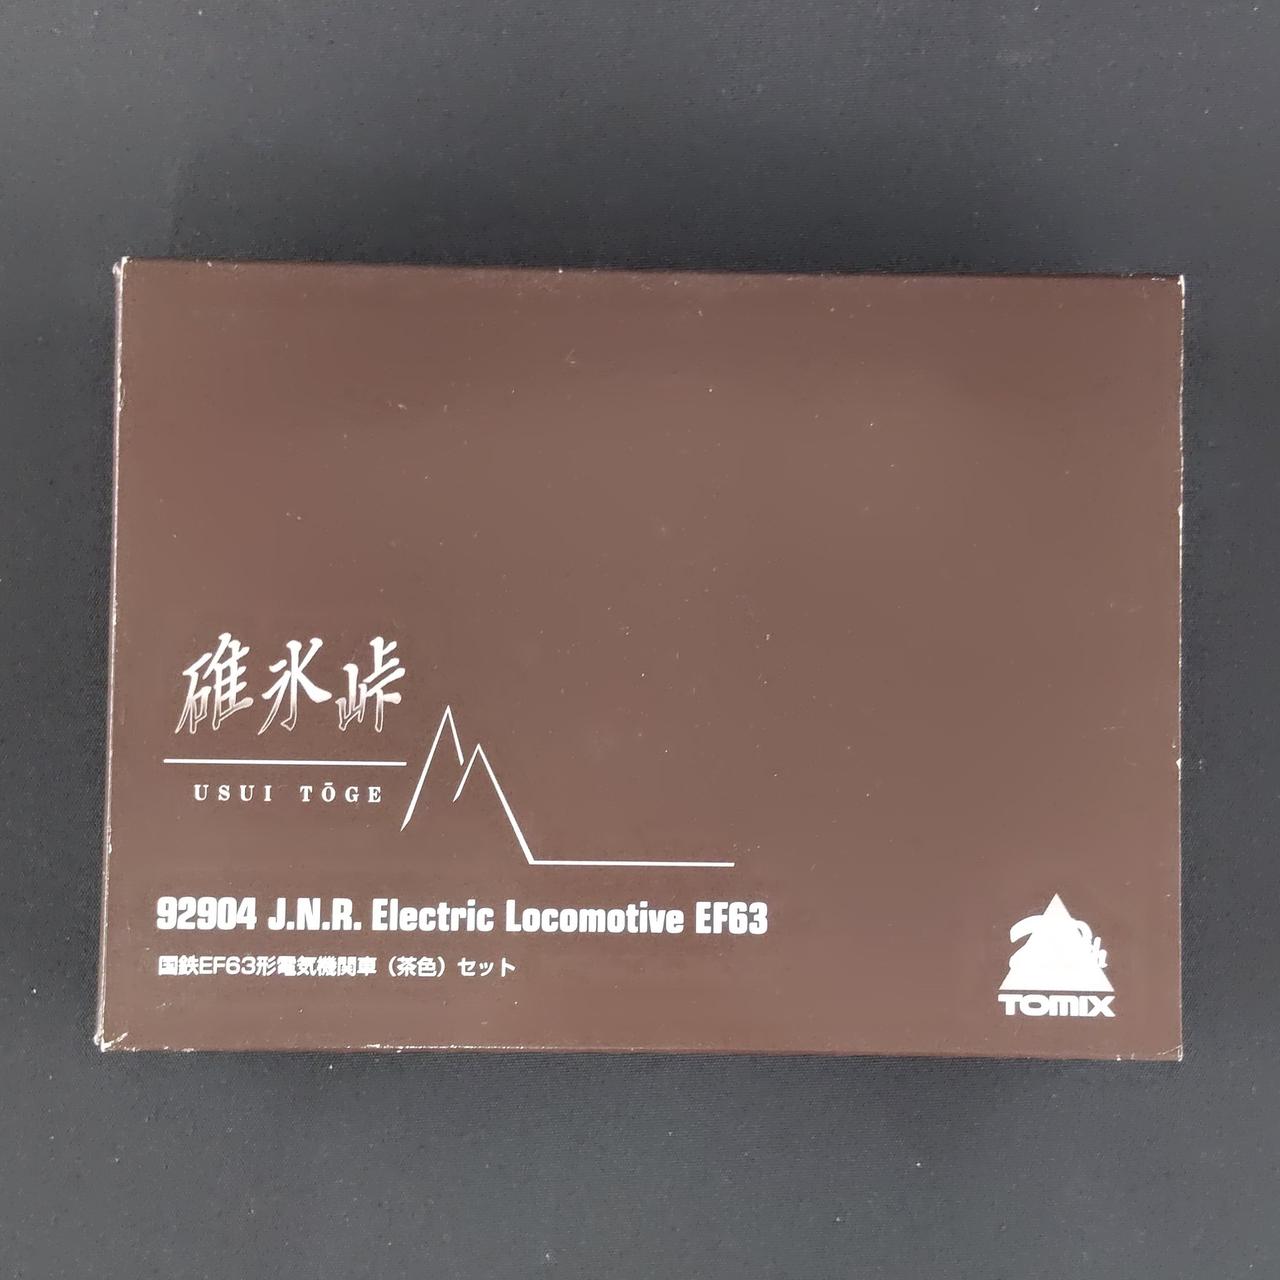 碓氷峠
USUI TŌGE
92904 J.N.R. Electric Locomotive EF63
国鉄EF63形電気機関車（茶色）セット
TOMIX